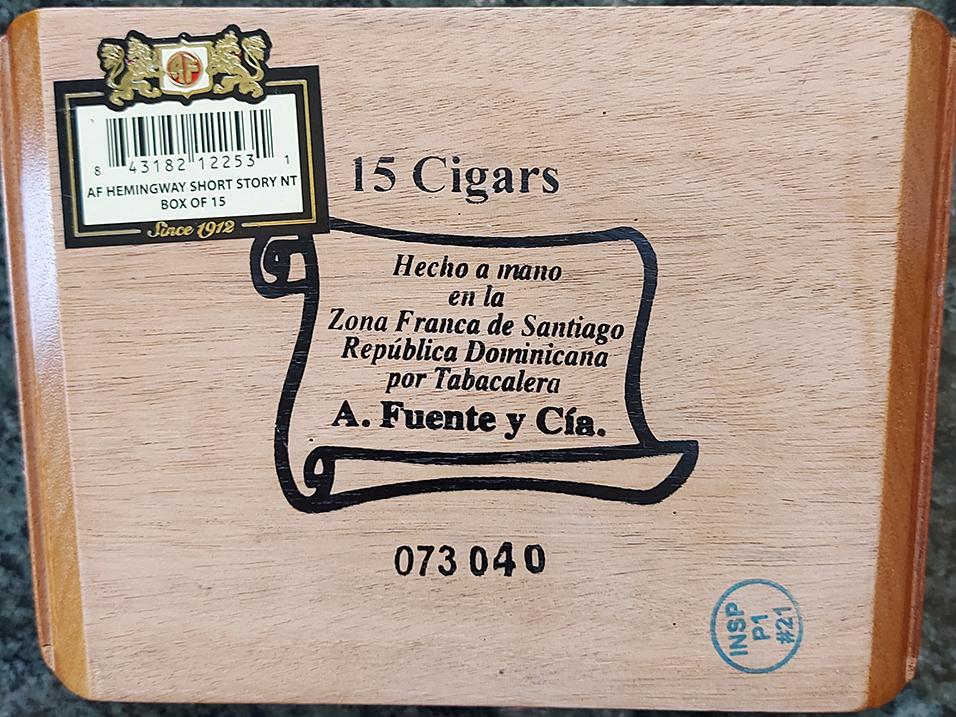 AF
8 43182 12253 1
AF HEMINGWAY SHORT STORY NT
BOX OF 15
Since 1912
15 Cigars
Hecho a mano
en la
Zona Franca de Santiago
República Dominicana
por Tabacalera
A. Fuente y Cía.
073 040
INSP
P1
#21